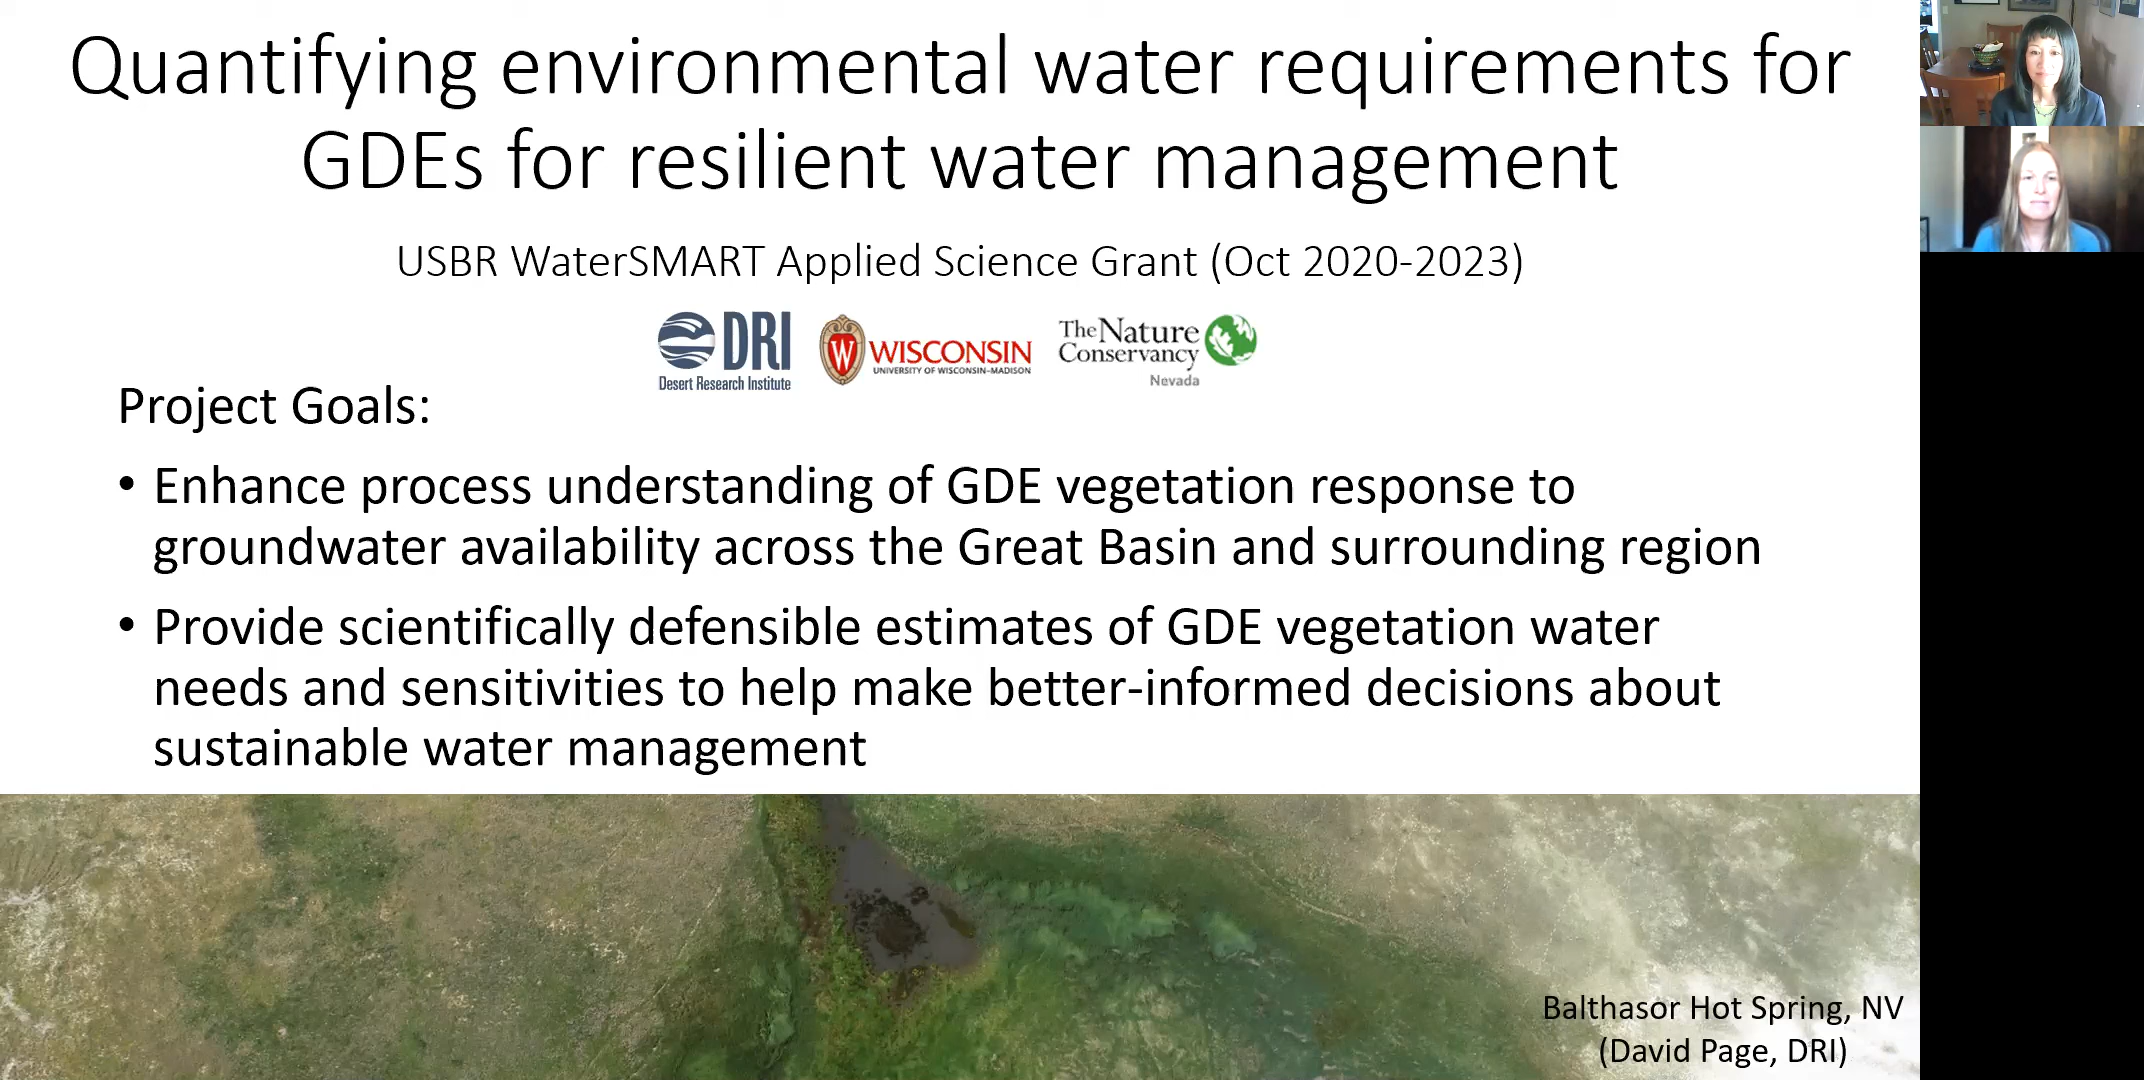 Quantifying environmental water requirements for
GDEs for resilient water management
USBR WaterSMART Applied Science Grant (Oct 2020-2023)
DRI
Desert Research Institute
W
WISCONSIN
UNIVERSITY OF WISCONSIN–MADISON
The Nature
Conservancy
Nevada
Project Goals:
• Enhance process understanding of GDE vegetation response to
groundwater availability across the Great Basin and surrounding region
• Provide scientifically defensible estimates of GDE vegetation water
needs and sensitivities to help make better-informed decisions about
sustainable water management
Balthasor Hot Spring, NV
(David Page, DRI)